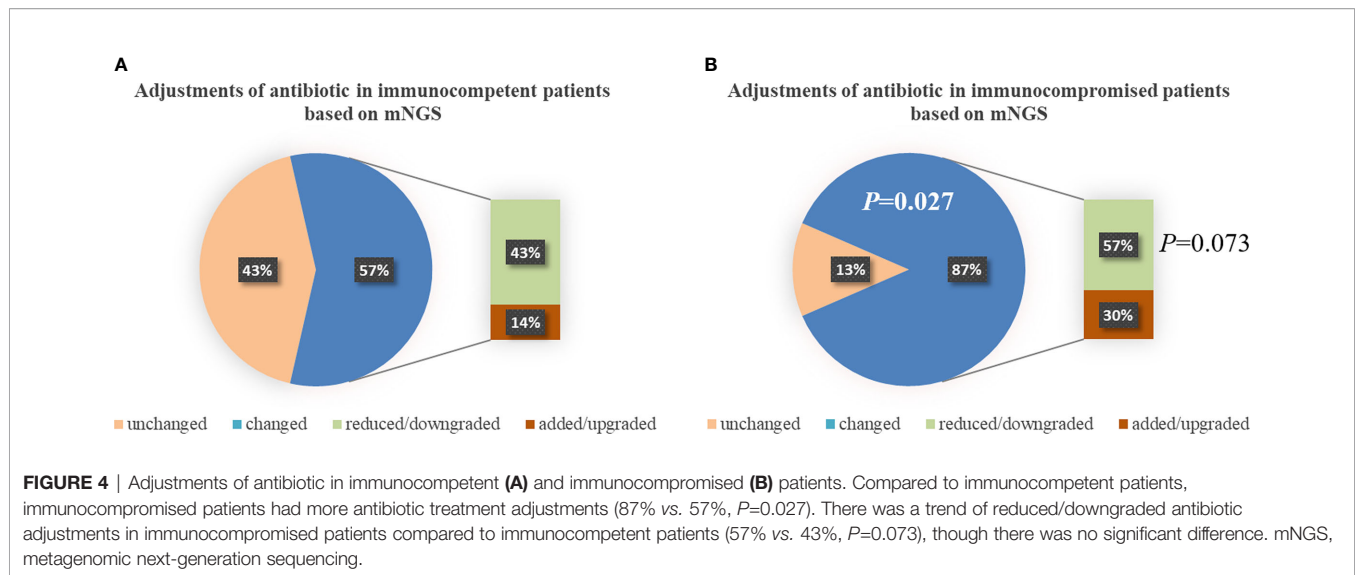 A
Adjustments of antibiotic in immunocompetent patients
based on mNGS
43%
57%
43%
14%
unchanged changed reduced/downgraded added/upgraded
B
Adjustments of antibiotic in immunocompromised patients
based on mNGS
P=0.027
13%
87%
57%
P=0.073
30%
unchanged changed reduced/downgraded added/upgraded
FIGURE 4 | Adjustments of antibiotic in immunocompetent (A) and immunocompromised (B) patients. Compared to immunocompetent patients,
immunocompromised patients had more antibiotic treatment adjustments (87% vs. 57%, P=0.027). There was a trend of reduced/downgraded antibiotic
adjustments in immunocompromised patients compared to immunocompetent patients (57% vs. 43%, P=0.073), though there was no significant difference. mNGS,
metagenomic next-generation sequencing.